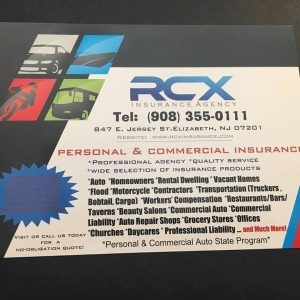 RCX
INSURANCE AGENCY
Tel: (908) 355-0111
847 E. JERSEY ST. ELIZABETH, NJ 07201
WEBSITE: WWW.RCXINSURANCE.COM
PERSONAL & COMMERCIAL INSURANCE
*PROFESSIONAL AGENCY *QUALITY SERVICE
*WIDE SELECTION OF INSURANCE PRODUCTS
*Auto *Homeowners *Rental Dwelling * Vacant Homes
*Flood *Motorcycle *Contractors *Transportation (Truckers,
Bobtail, Cargo) *Workers' Compensation *Restaurants/Bars/
Taverns *Beauty Salons *Commercial Auto *Commercial
Liability *Auto Repair Shops *Grocery Stores *Offices
*Churches *Daycares * Professional Liability ... and Much More!
*Personal & Commercial Auto State Program*
VISIT OR CALL US TODAY
FOR A
NO-OBLIGATION QUOTE!